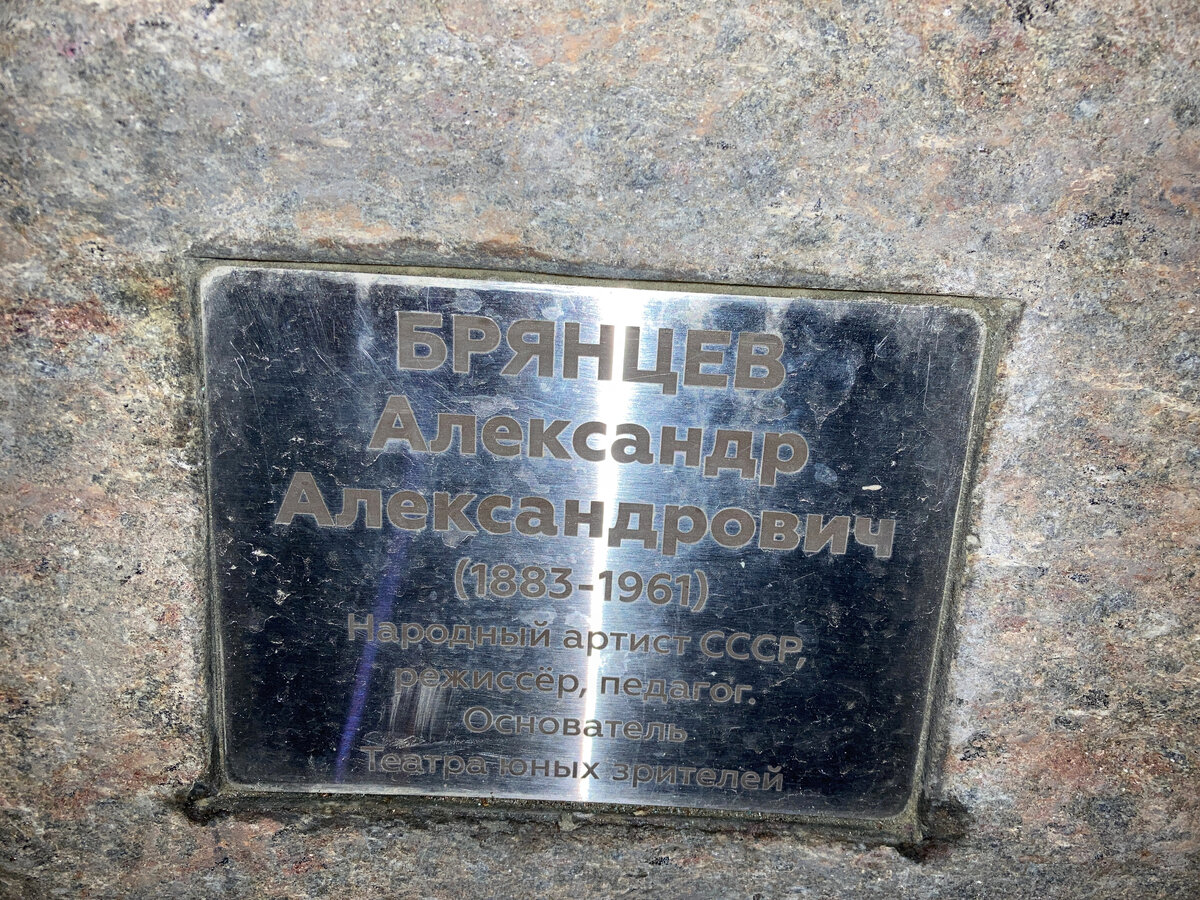 БРЯНЦЕВ
Александр
Александрович
(1883-1961)
Народный артист СССР,
режиссёр, педагог.
Основатель
Театра юных зрителей